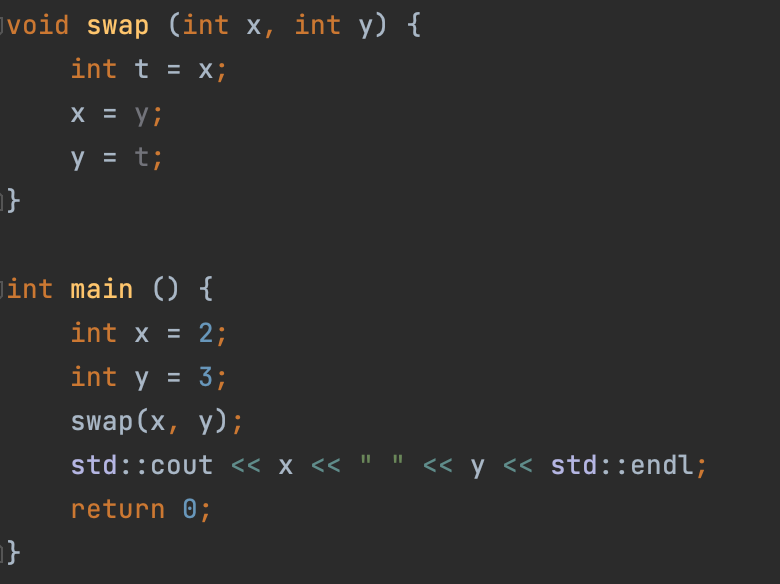 void swap (int x, int y) {
    int t = x;
    x = y;
    y = t;
}

int main () {
    int x = 2;
    int y = 3;
    swap(x, y);
    std::cout << x << " " << y << std::endl;
    return 0;
}